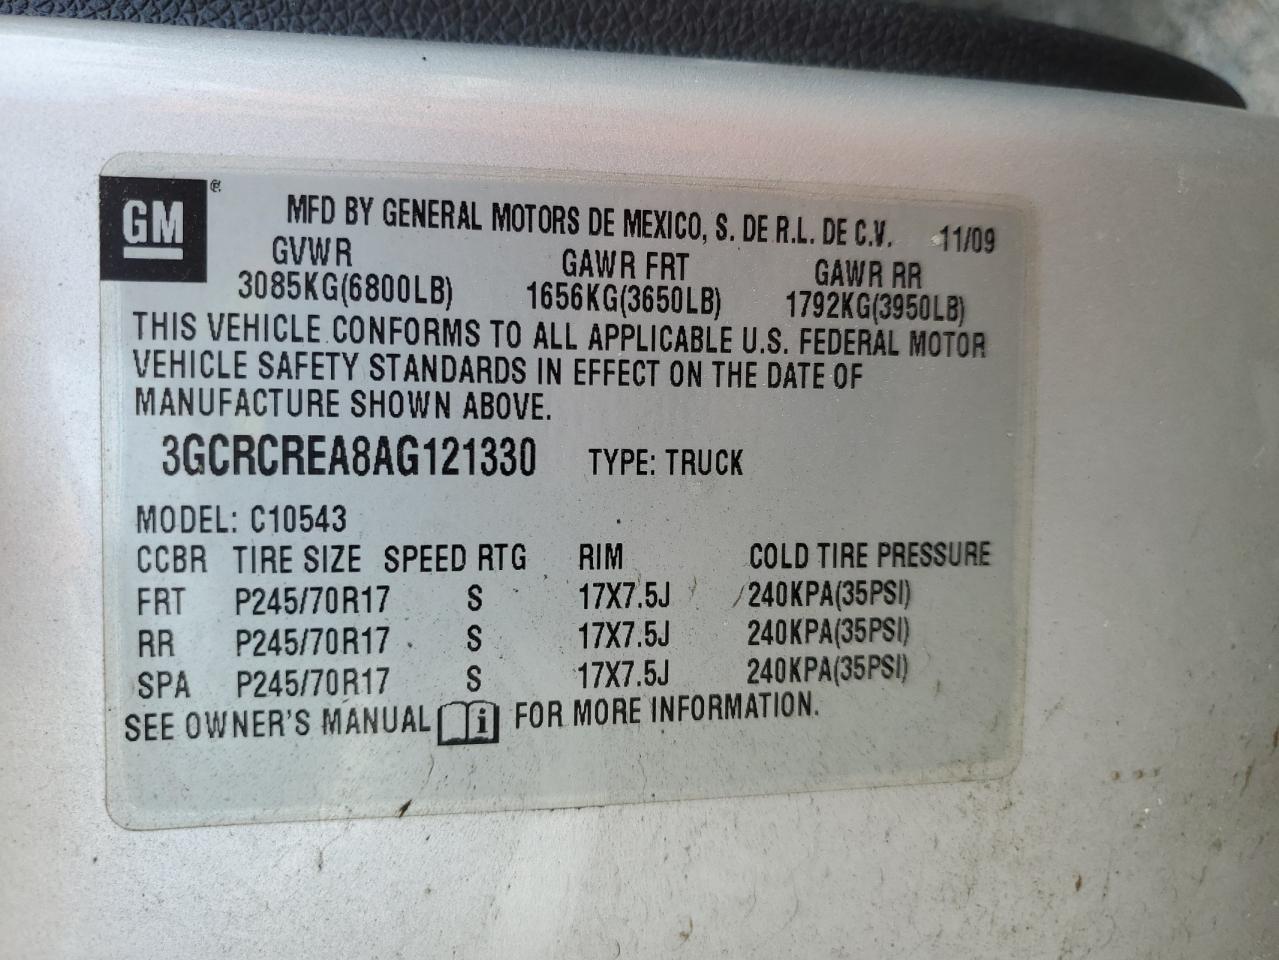 GM ®
MFD BY GENERAL MOTORS DE MEXICO, S. DE R.L. DE C.V. 11/09
GVWR GAWR FRT GAWR RR
3085KG(6800LB) 1656KG(3650LB) 1792KG(3950LB)
THIS VEHICLE CONFORMS TO ALL APPLICABLE U.S. FEDERAL MOTOR
VEHICLE SAFETY STANDARDS IN EFFECT ON THE DATE OF
MANUFACTURE SHOWN ABOVE.
3GCRCREA8AG121330 TYPE: TRUCK
MODEL: C10543
CCBR TIRE SIZE SPEED RTG RIM COLD TIRE PRESSURE
FRT P245/70R17 S 17X7.5J 240KPA(35PSI)
RR P245/70R17 S 17X7.5J 240KPA(35PSI)
SPA P245/70R17 S 17X7.5J 240KPA(35PSI)
SEE OWNER'S MANUAL i FOR MORE INFORMATION.